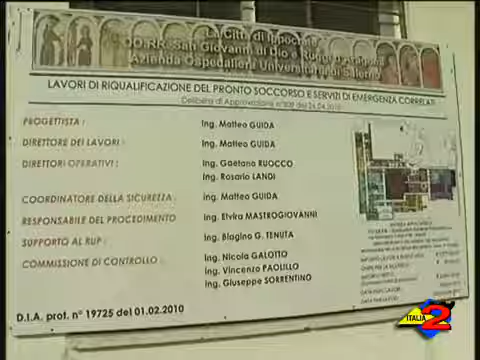 La Città di Ippocrate
OO.RR. San Giovanni di Dio e Ruggi d'Aragona
Azienda Ospedaliera Universitaria di Salerno
LAVORI DI RIQUALIFICAZIONE DEL PRONTO SOCCORSO E SERVIZI DI EMERGENZA CORRELATI
Delibera di Approvazione
PROGETTISTA : Ing. Matteo GUIDA
DIRETTORE DEI LAVORI : Ing. Matteo GUIDA
DIRETTORI OPERATIVI : Ing. Gaetano RUOCCO
Ing. Rosario LANDI
COORDINATORE DELLA SICUREZZA : Ing. Matteo GUIDA
RESPONSABILE DEL PROCEDIMENTO Ing. Elvira MASTROGIOVANNI
SUPPORTO AL RUP : Ing. Biagino G. TENUTA
COMMISSIONE DI CONTROLLO : Ing. Nicola GALOTTO
Ing. Vincenzo PAOLILLO
Ing. Giuseppe SORRENTINO
D.I.A. prot. n° 19725 del 01.02.2010
ITALIA 2